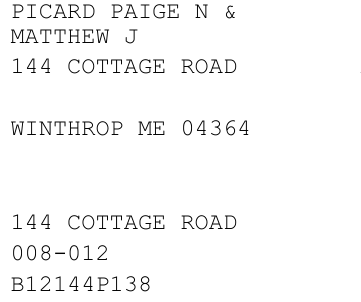 PICARD PAIGE N &
MATTHEW J
144 COTTAGE ROAD
WINTHROP ME 04364
144 COTTAGE ROAD
008-012
B12144P138